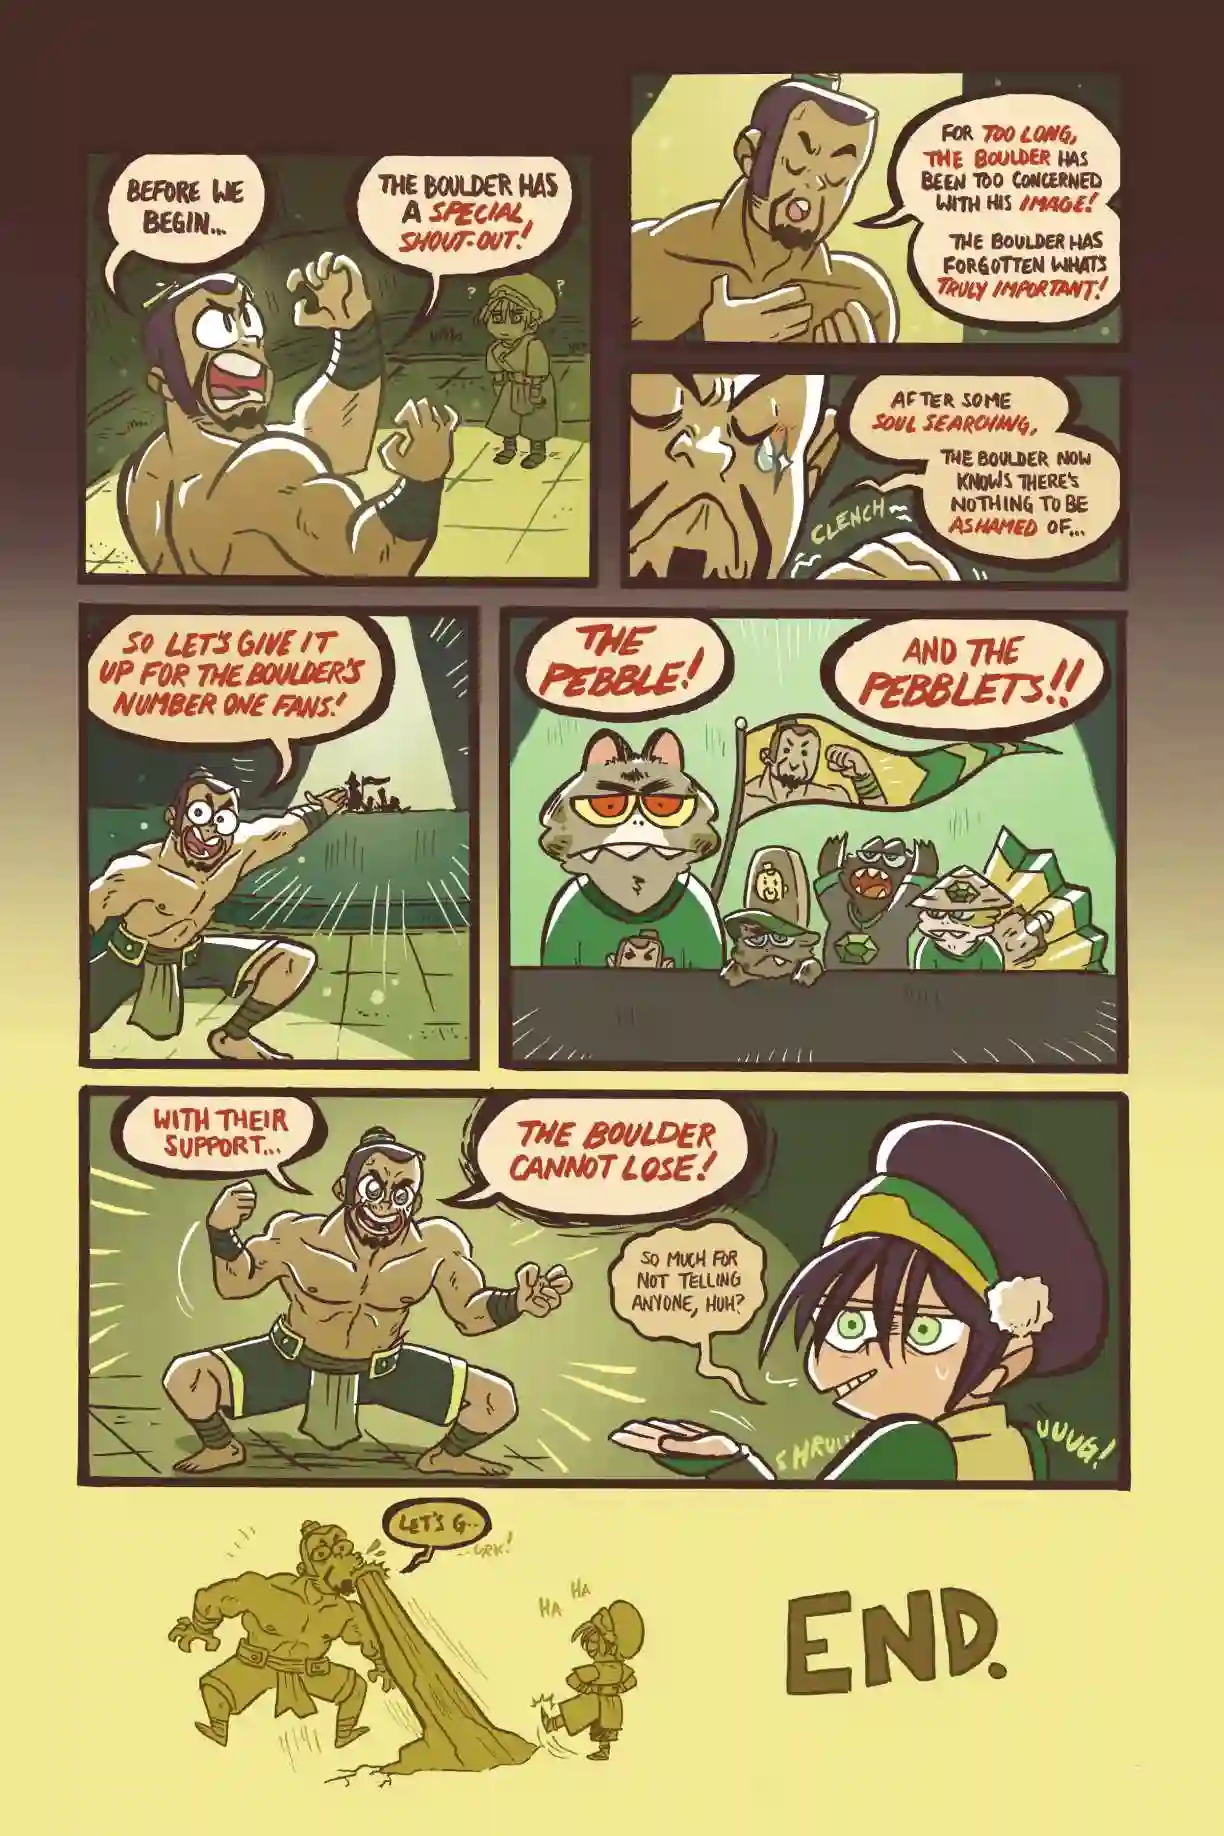 BEFORE WE
BEGIN...
THE BOULDER HAS
A SPECIAL
SHOUT-OUT!
? ?
FOR TOO LONG,
THE BOULDER HAS
BEEN TOO CONCERNED
WITH HIS IMAGE!
THE BOULDER HAS
FORGOTTEN WHAT'S
TRULY IMPORTANT!
AFTER SOME
SOUL SEARCHING,
THE BOULDER NOW
KNOWS THERE'S
NOTHING TO BE
ASHAMED OF...
CLENCH
SO LET'S GIVE IT
UP FOR THE BOULDER'S
NUMBER ONE FANS!
THE
PEBBLE!
AND THE
PEBBLETS!!
WITH THEIR
SUPPORT...
THE BOULDER
CANNOT LOSE!
SO MUCH FOR
NOT TELLING
ANYONE, HUH?
SHRUU
UUUG!
LET'S G--
--URK!
HA HA
END.